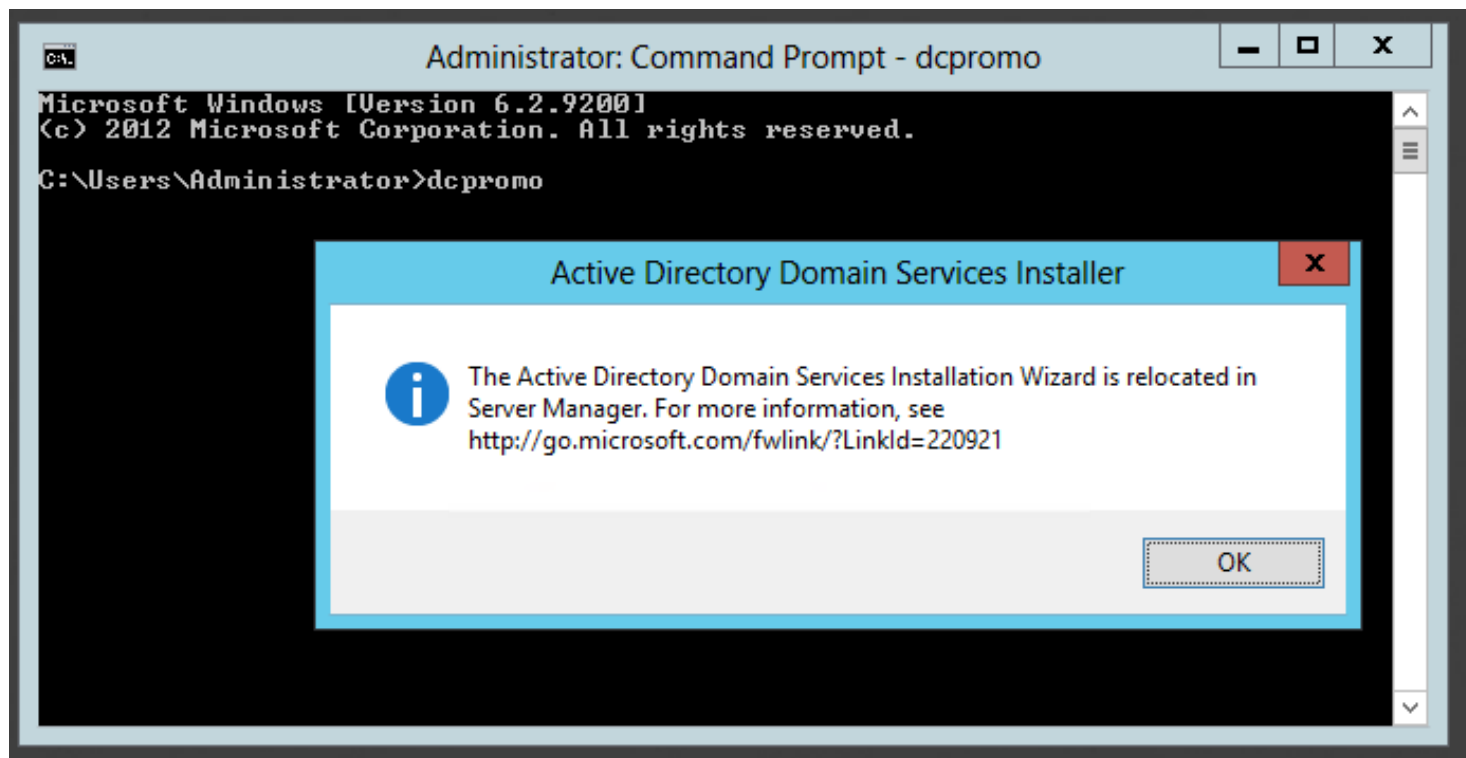 C:\.
Administrator: Command Prompt - dcpromo
Microsoft Windows [Version 6.2.9200]
(c) 2012 Microsoft Corporation. All rights reserved.
C:\Users\Administrator>dcpromo
Active Directory Domain Services Installer
The Active Directory Domain Services Installation Wizard is relocated in
Server Manager. For more information, see
http://go.microsoft.com/fwlink/?LinkId=220921
OK